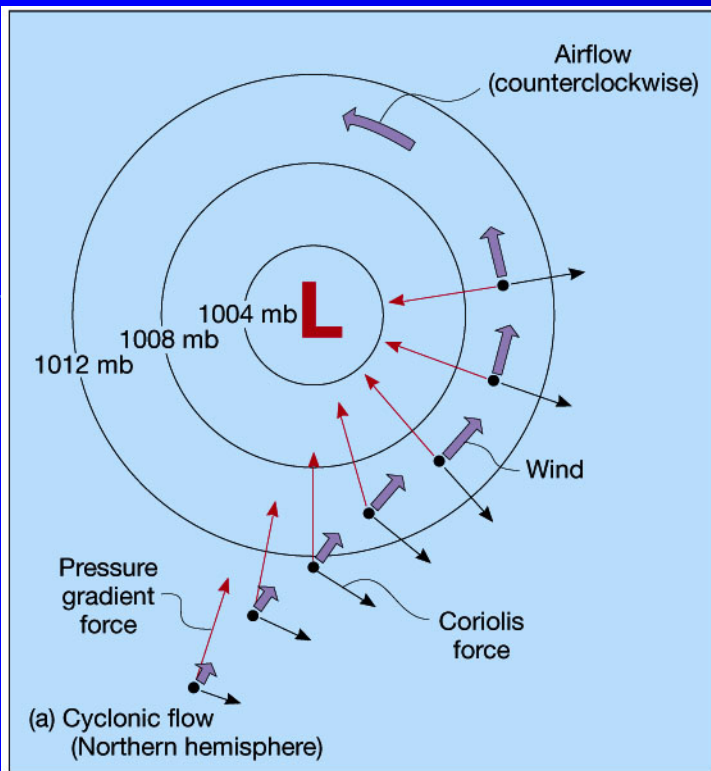 Airflow
(counterclockwise)
L
1004 mb
1008 mb
1012 mb
Wind
Pressure
gradient
force
Coriolis
force
(a) Cyclonic flow
(Northern hemisphere)